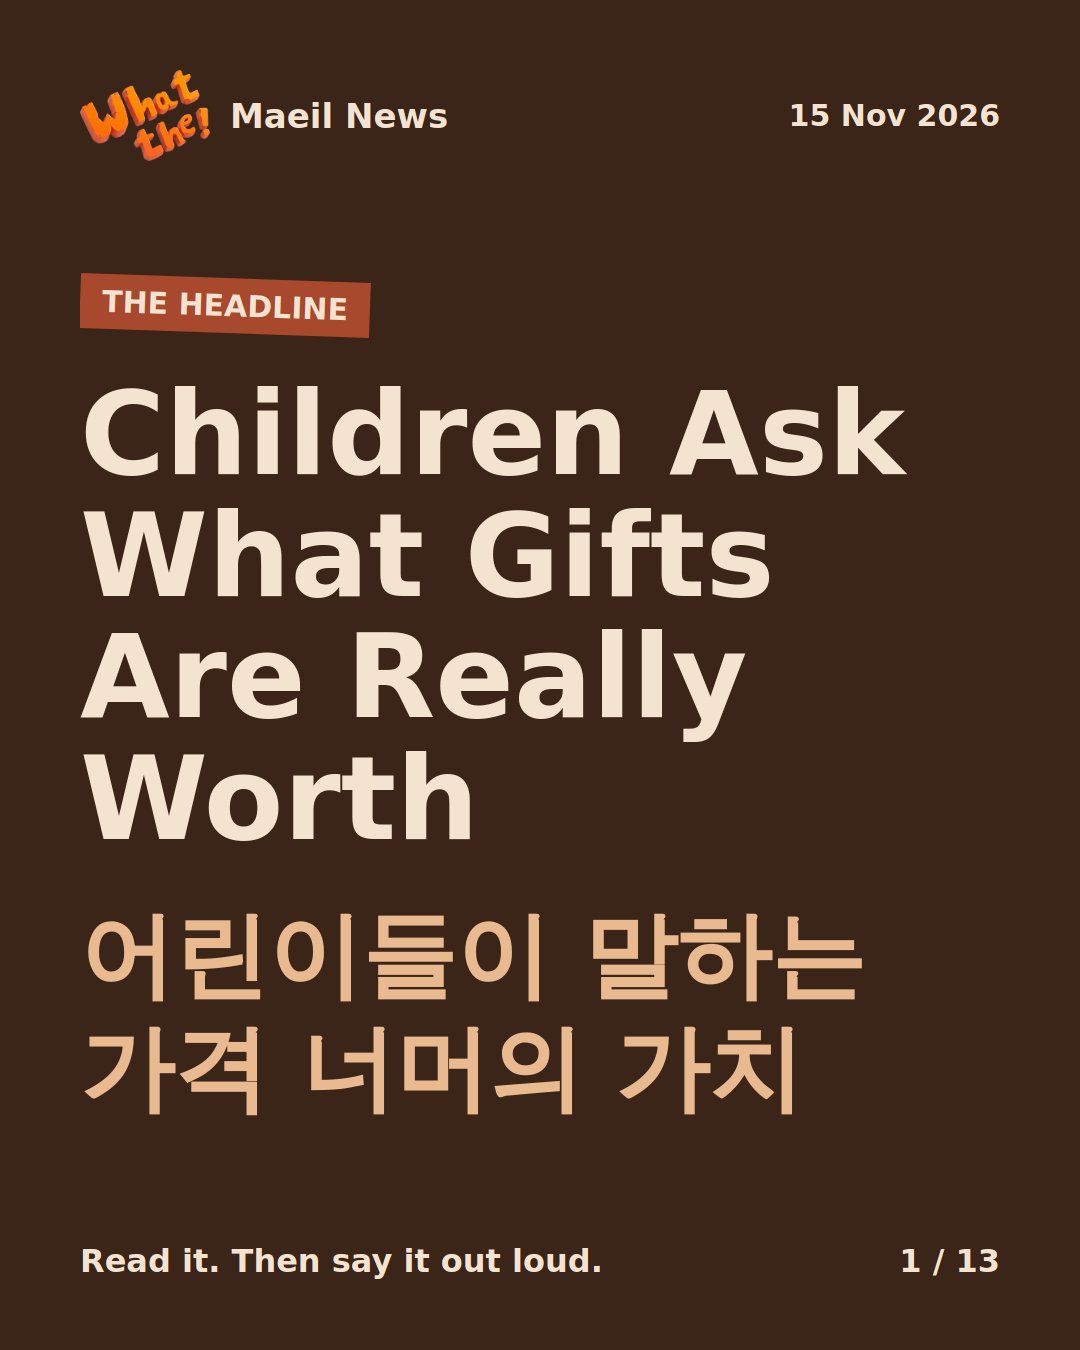 What the!
Maeil News
15 Nov 2026
THE HEADLINE
Children Ask
What Gifts
Are Really
Worth
어린이들이 말하는
가격 너머의 가치
Read it. Then say it out loud.
1 / 13